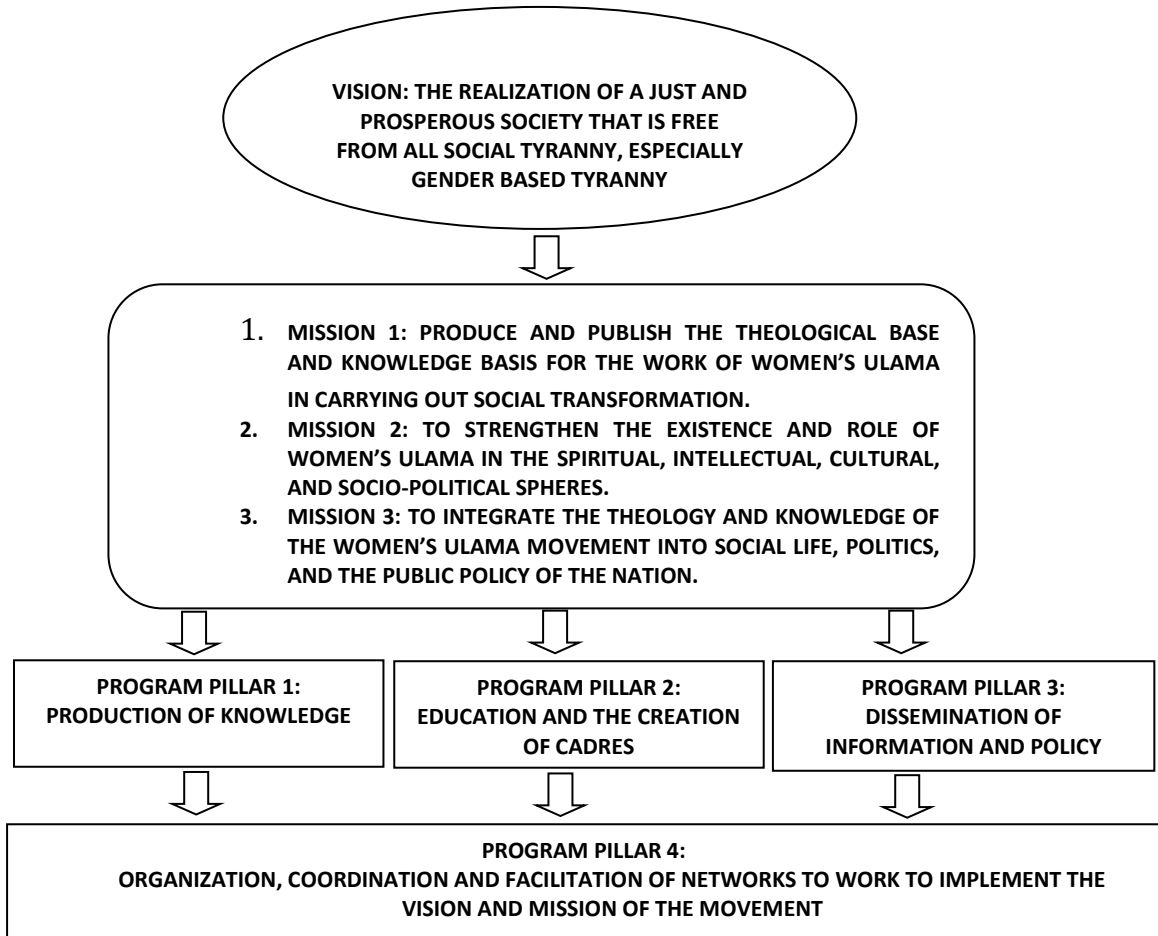 VISION: THE REALIZATION OF A JUST AND
PROSPEROUS SOCIETY THAT IS FREE
FROM ALL SOCIAL TYRANNY, ESPECIALLY
GENDER BASED TYRANNY
1. MISSION 1: PRODUCE AND PUBLISH THE THEOLOGICAL BASE
AND KNOWLEDGE BASIS FOR THE WORK OF WOMEN’S ULAMA
IN CARRYING OUT SOCIAL TRANSFORMATION.
2. MISSION 2: TO STRENGTHEN THE EXISTENCE AND ROLE OF
WOMEN’S ULAMA IN THE SPIRITUAL, INTELLECTUAL, CULTURAL,
AND SOCIO-POLITICAL SPHERES.
3. MISSION 3: TO INTEGRATE THE THEOLOGY AND KNOWLEDGE OF
THE WOMEN’S ULAMA MOVEMENT INTO SOCIAL LIFE, POLITICS,
AND THE PUBLIC POLICY OF THE NATION.
PROGRAM PILLAR 1:
PRODUCTION OF KNOWLEDGE
PROGRAM PILLAR 2:
EDUCATION AND THE CREATION
OF CADRES
PROGRAM PILLAR 3:
DISSEMINATION OF
INFORMATION AND POLICY
PROGRAM PILLAR 4:
ORGANIZATION, COORDINATION AND FACILITATION OF NETWORKS TO WORK TO IMPLEMENT THE
VISION AND MISSION OF THE MOVEMENT